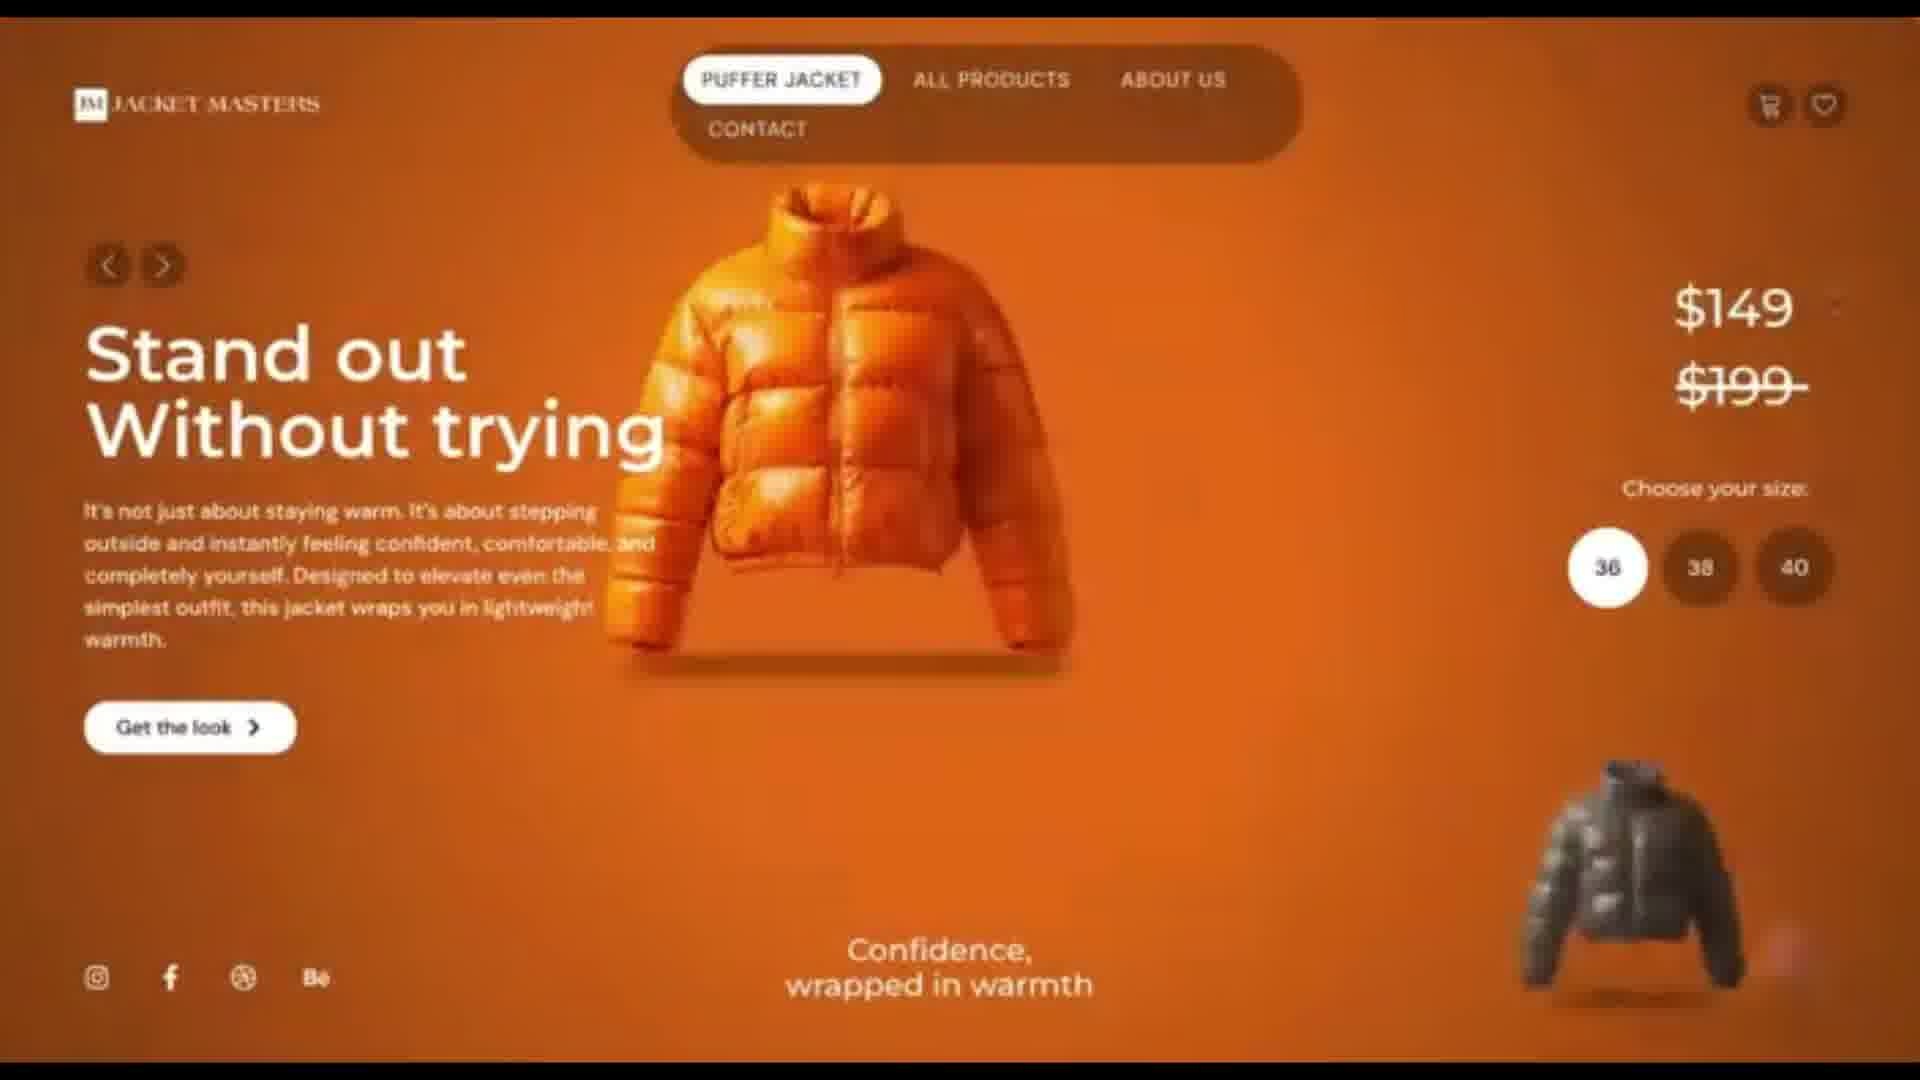 JM JACKET MASTERS
PUFFER JACKET ALL PRODUCTS ABOUT US
CONTACT
Stand out
Without trying
It's not just about staying warm. It's about stepping
outside and instantly feeling confident, comfortable, and
completely yourself. Designed to elevate even the
simplest outfit, this jacket wraps you in lightweight
warmth.
Get the look
$149
$199
Choose your size:
36 38 40
Confidence,
wrapped in warmth
Bē